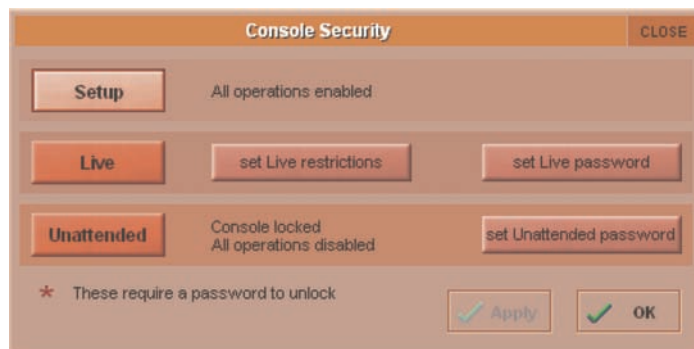 Console Security
CLOSE
Setup
All operations enabled
Live
set Live restrictions
set Live password
Unattended
Console locked
All operations disabled
set Unattended password
* These require a password to unlock
Apply
OK